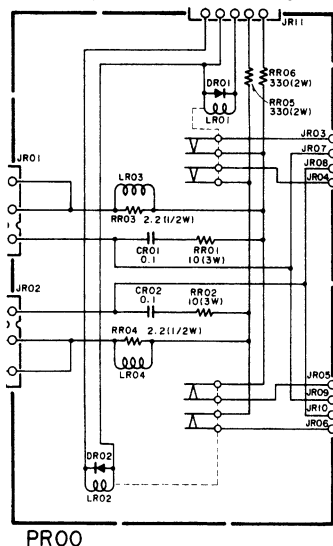 JR11
RR06
330(2W)
DR01
RR05
330(2W)
LR01
JR03
JR07
JR08
JR04
JR01
LR03
RR03 2.2(1/2W)
CR01
0.1
RR01
10(3W)
JR02
CR02
0.1
RR02
10(3W)
RR04 2.2(1/2W)
LR04
JR05
JR09
JR10
JR06
DR02
LR02
PR00